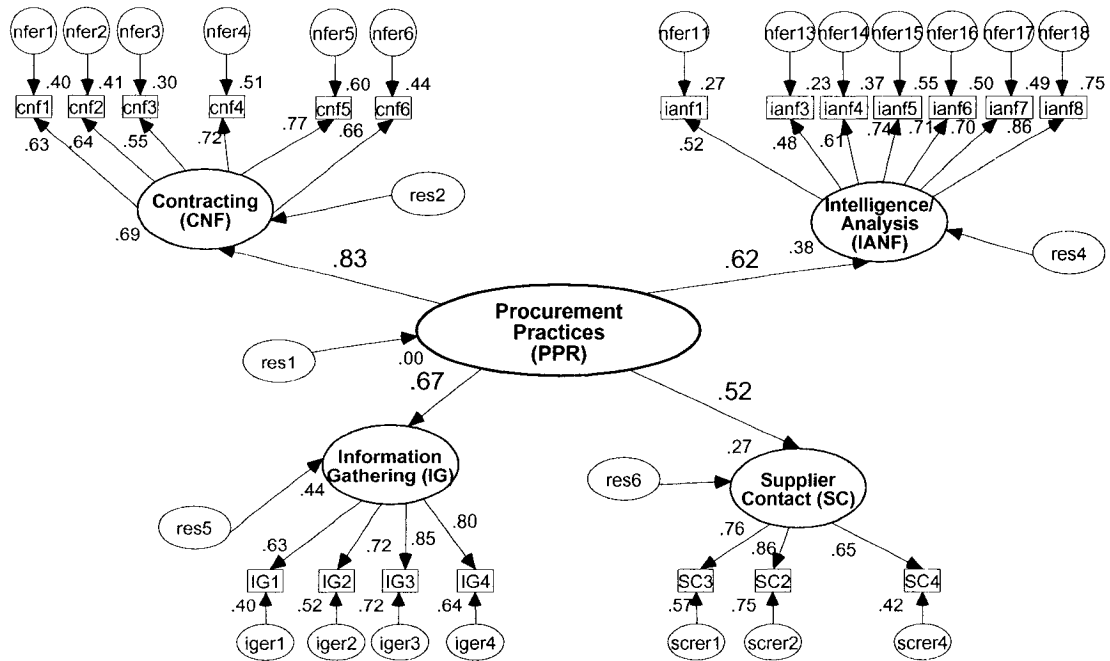 nfer1 nfer2 nfer3 nfer4 nfer5 nfer6 nfer11 nfer13 nfer14 nfer15 nfer16 nfer17 nfer18
.40 .41 .30 .51 .60 .44 .27 .23 .37 .55 .50 .49 .75
cnf1 cnf2 cnf3 cnf4 cnf5 cnf6 ianf1 ianf3 ianf4 ianf5 ianf6 ianf7 ianf8
.63 .64 .55 .72 .77 .66 .52 .48 .61 .74 .71 .70 .86
Contracting
(CNF)
res2
.69
Intelligence/
Analysis
(IANF)
.38
res4
.83
.62
Procurement
Practices
(PPR)
res1
.00
.67
.52
Information
Gathering (IG)
.44
res5
.27
res6
Supplier
Contact (SC)
.63 .72 .85 .80
.76 .86 .65
IG1 IG2 IG3 IG4
SC3 SC2 SC4
.40 .52 .72 .64
.57 .75 .42
iger1 iger2 iger3 iger4
screr1 screr2 screr4